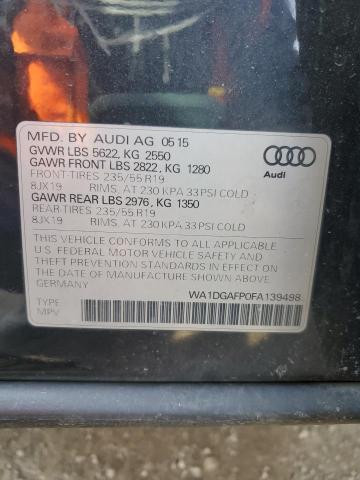 MFD. BY AUDI AG 05 15
GVWR LBS 5622, KG 2550
GAWR FRONT LBS 2822, KG 1280
FRONT-TIRES 235/55 R19
8JX19 RIMS, AT 230 KPA 33 PSI COLD
GAWR REAR LBS 2976, KG 1350
REAR-TIRES 235/55 R19
8JX19 RIMS, AT 230 KPA 33 PSI COLD
Audi
THIS VEHICLE CONFORMS TO ALL APPLICABLE
U.S. FEDERAL MOTOR VEHICLE SAFETY AND
THEFT PREVENTION STANDARDS IN EFFECT ON
THE DATE OF MANUFACTURE SHOWN ABOVE.
GERMANY
WA1DGAFP0FA139498
TYPE
MPV